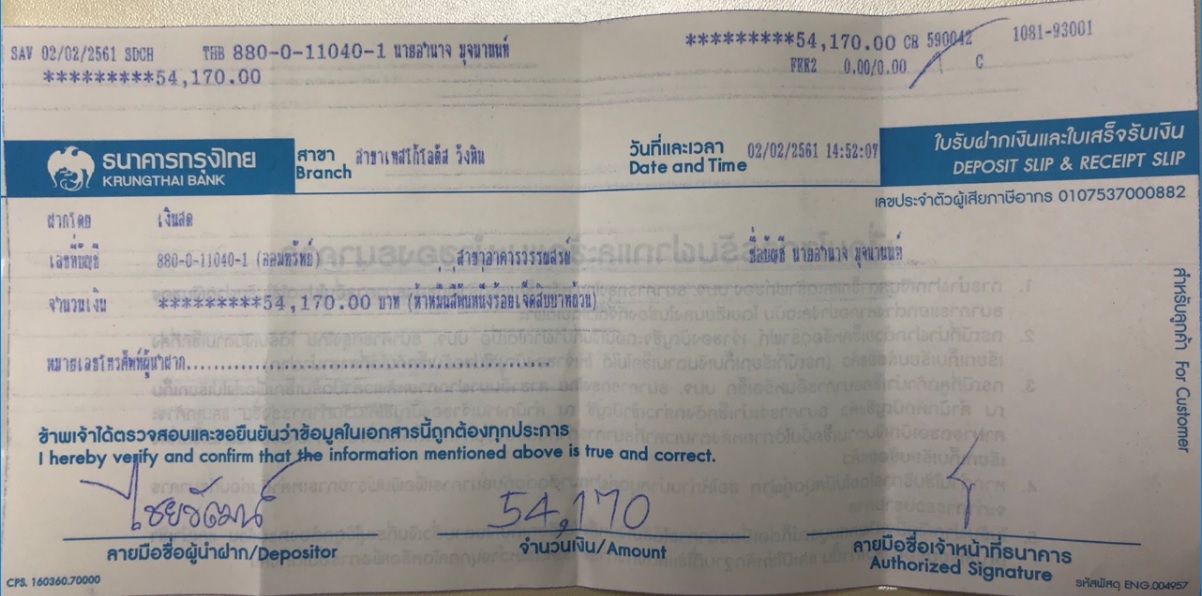 SAV 02/02/2561 SDCH THB 880-0-11040-1 นายอำนาจ มุจนานนท์ *********54,170.00 CR 590042 1081-93001
*********54,170.00 FEE2 0.00/0.00 C
ธนาคารกรุงไทย
KRUNGTHAI BANK
สาขา สาขาเทสโก้โลตัส วังหิน
Branch
วันที่และเวลา 02/02/2561 14:52:07
Date and Time
ใบรับฝากเงินและใบเสร็จรับเงิน
DEPOSIT SLIP & RECEIPT SLIP
เลขประจำตัวผู้เสียภาษีอากร 0107537000882
ฝากโดย เงินสด
เลขที่บัญชี 880-0-11040-1 (ออมทรัพย์) สาขาอาคารวรรณสรณ์ ชื่อบัญชี นายอำนาจ มุจนานนท์
จำนวนเงิน *********54,170.00 บาท (ห้าหมื่นสี่พันหนึ่งร้อยเจ็ดสิบบาทถ้วน)
หมายเลขโทรศัพท์ผู้นำฝาก
สำหรับลูกค้า For Customer
ข้าพเจ้าได้ตรวจสอบและขอยืนยันว่าข้อมูลในเอกสารนี้ถูกต้องทุกประการ
I hereby verify and confirm that the information mentioned above is true and correct.
ไชยวัฒน์ 54,170
ลายมือชื่อผู้นำฝาก/Depositor จำนวนเงิน/Amount ลายมือชื่อเจ้าหน้าที่ธนาคาร
Authorized Signature
CPS. 160360.70000 รหัสพัสดุ ENG.004957